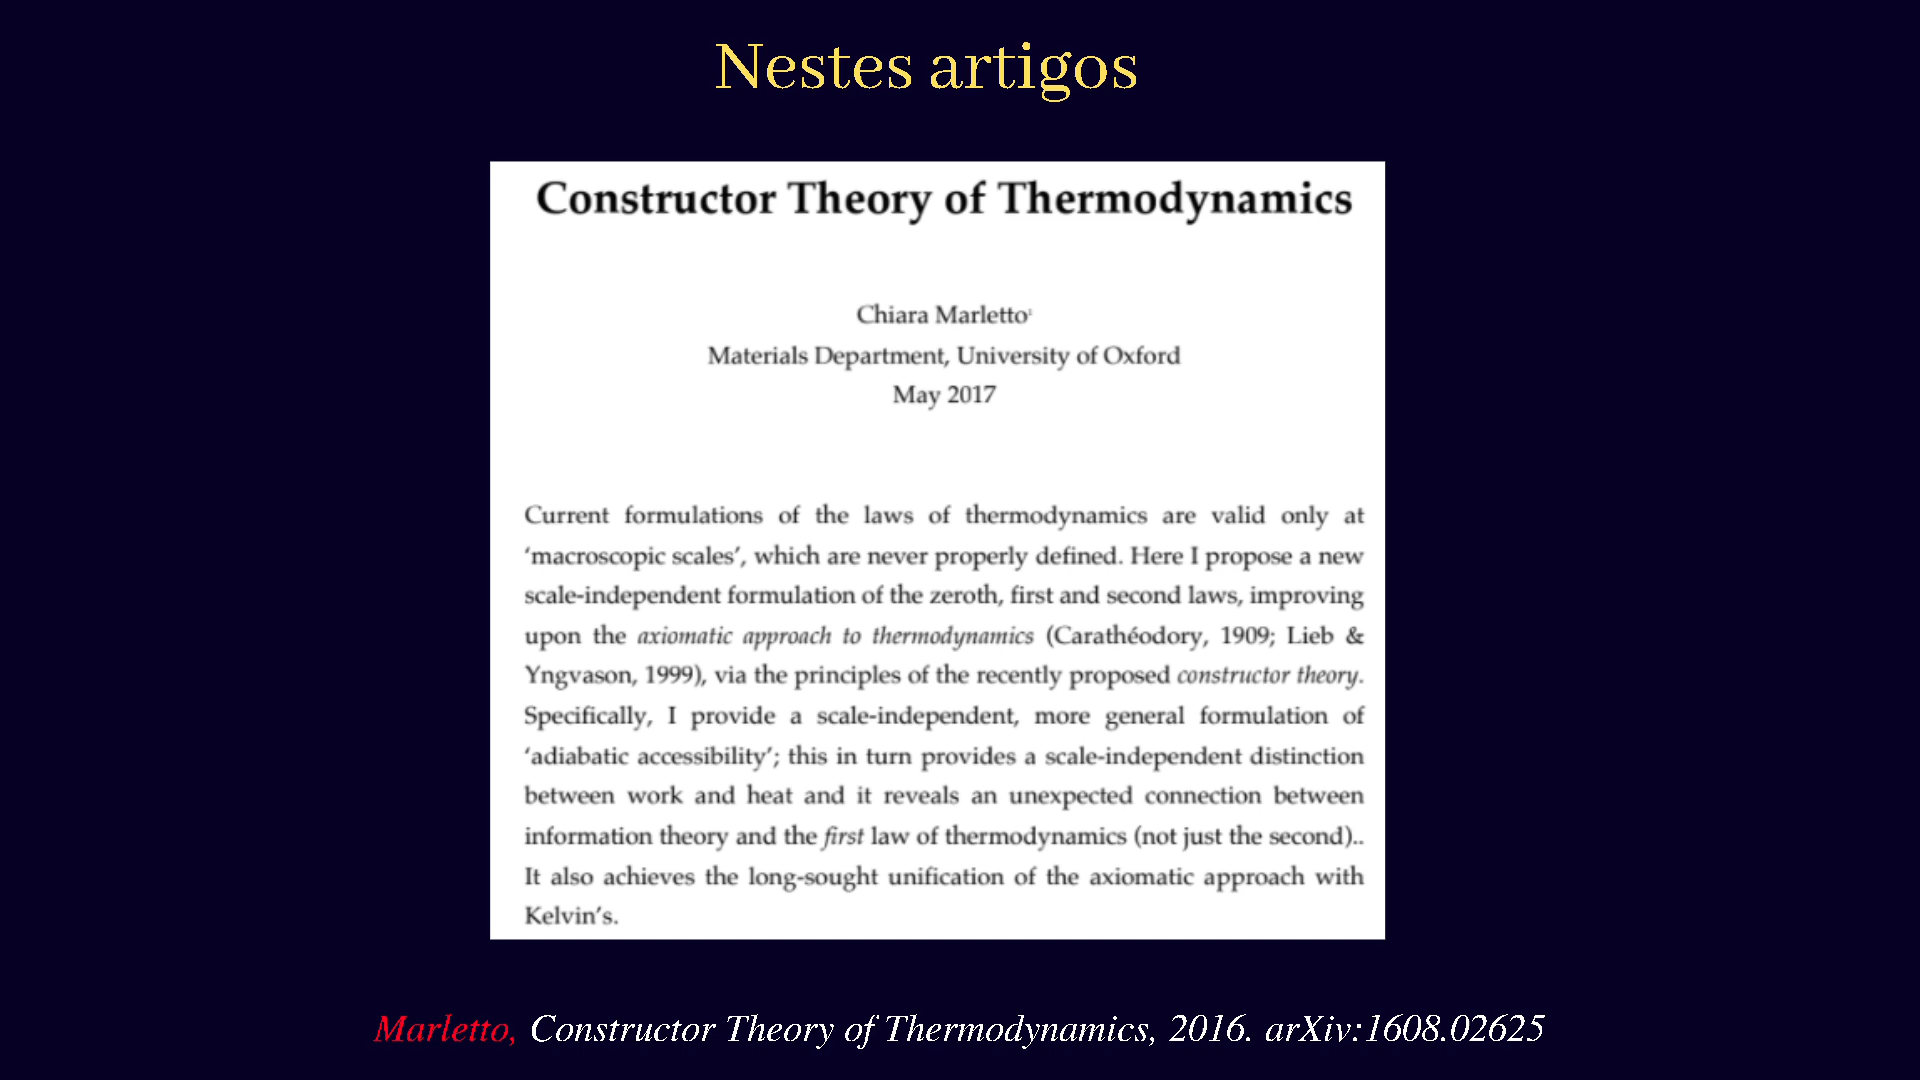 Nestes artigos
Constructor Theory of Thermodynamics
Chiara Marletto¹
Materials Department, University of Oxford
May 2017
Current formulations of the laws of thermodynamics are valid only at
‘macroscopic scales’, which are never properly defined. Here I propose a new
scale-independent formulation of the zeroth, first and second laws, improving
upon the axiomatic approach to thermodynamics (Carathéodory, 1909; Lieb &
Yngvason, 1999), via the principles of the recently proposed constructor theory.
Specifically, I provide a scale-independent, more general formulation of
‘adiabatic accessibility’; this in turn provides a scale-independent distinction
between work and heat and it reveals an unexpected connection between
information theory and the first law of thermodynamics (not just the second)..
It also achieves the long-sought unification of the axiomatic approach with
Kelvin’s.
Marletto, Constructor Theory of Thermodynamics, 2016. arXiv:1608.02625